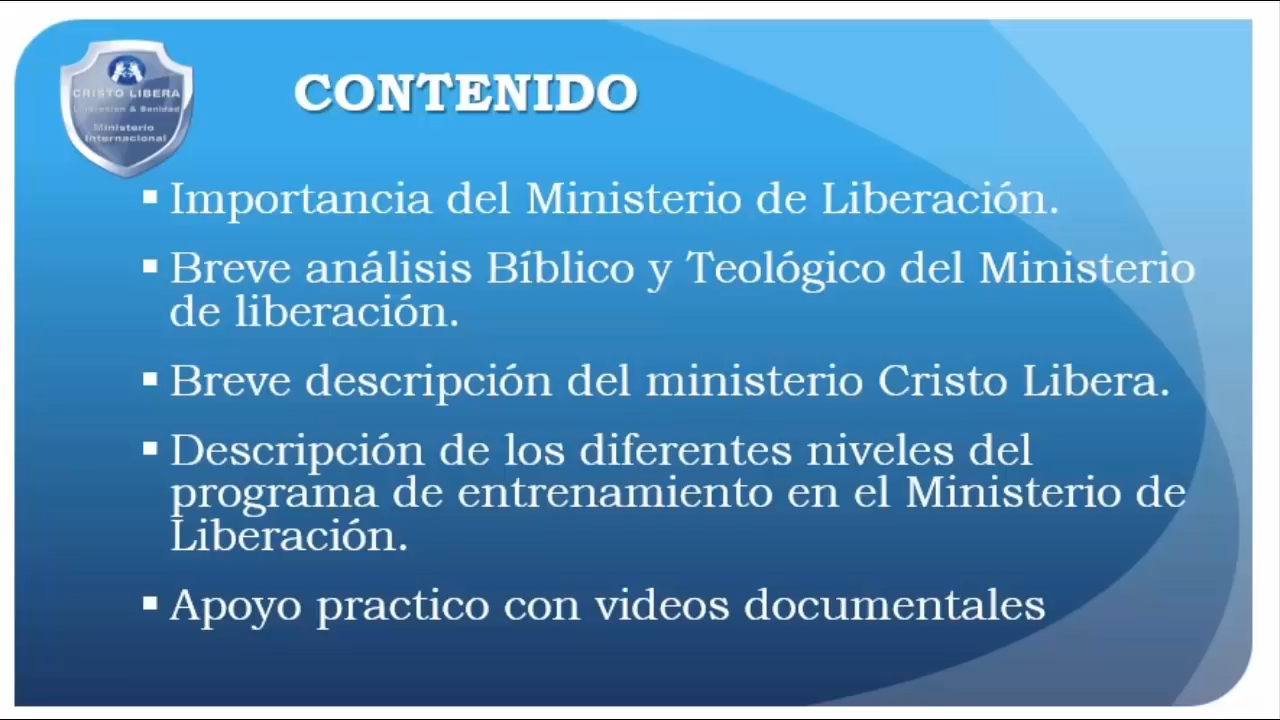 CRISTO LIBERA
Liberación & Sanidad
Ministerio
Internacional
CONTENIDO
▪ Importancia del Ministerio de Liberación.
▪ Breve análisis Bíblico y Teológico del Ministerio
de liberación.
▪ Breve descripción del ministerio Cristo Libera.
▪ Descripción de los diferentes niveles del
programa de entrenamiento en el Ministerio de
Liberación.
▪ Apoyo practico con videos documentales